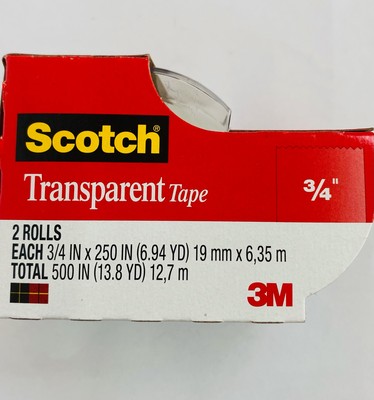 Scotch®
Transparent Tape
3/4"
2 ROLLS
EACH 3/4 IN x 250 IN (6.94 YD) 19 mm x 6,35 m
TOTAL 500 IN (13.8 YD) 12,7 m
3M